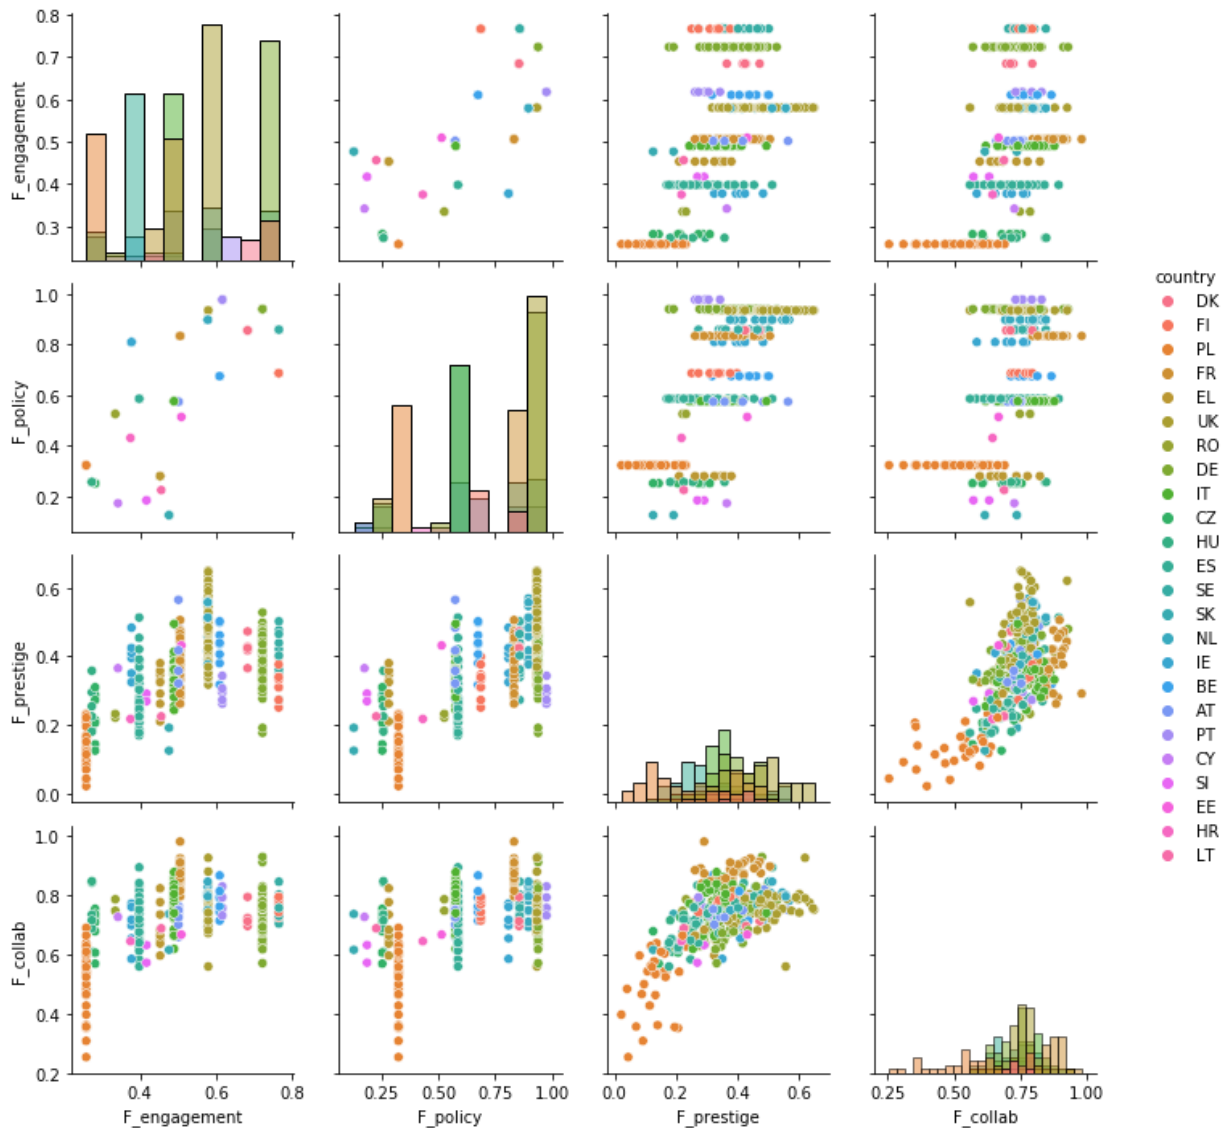 0.8
0.7
0.6
0.5
0.4
0.3
F_engagement
1.0
0.8
0.6
0.4
0.2
F_policy
0.6
0.4
0.2
0.0
F_prestige
1.0
0.8
0.6
0.4
0.2
F_collab
0.4 0.6 0.8
F_engagement
0.25 0.50 0.75 1.00
F_policy
0.0 0.2 0.4 0.6
F_prestige
0.25 0.50 0.75 1.00
F_collab
country
DK
FI
PL
FR
EL
UK
RO
DE
IT
CZ
HU
ES
SE
SK
NL
IE
BE
AT
PT
CY
SI
EE
HR
LT